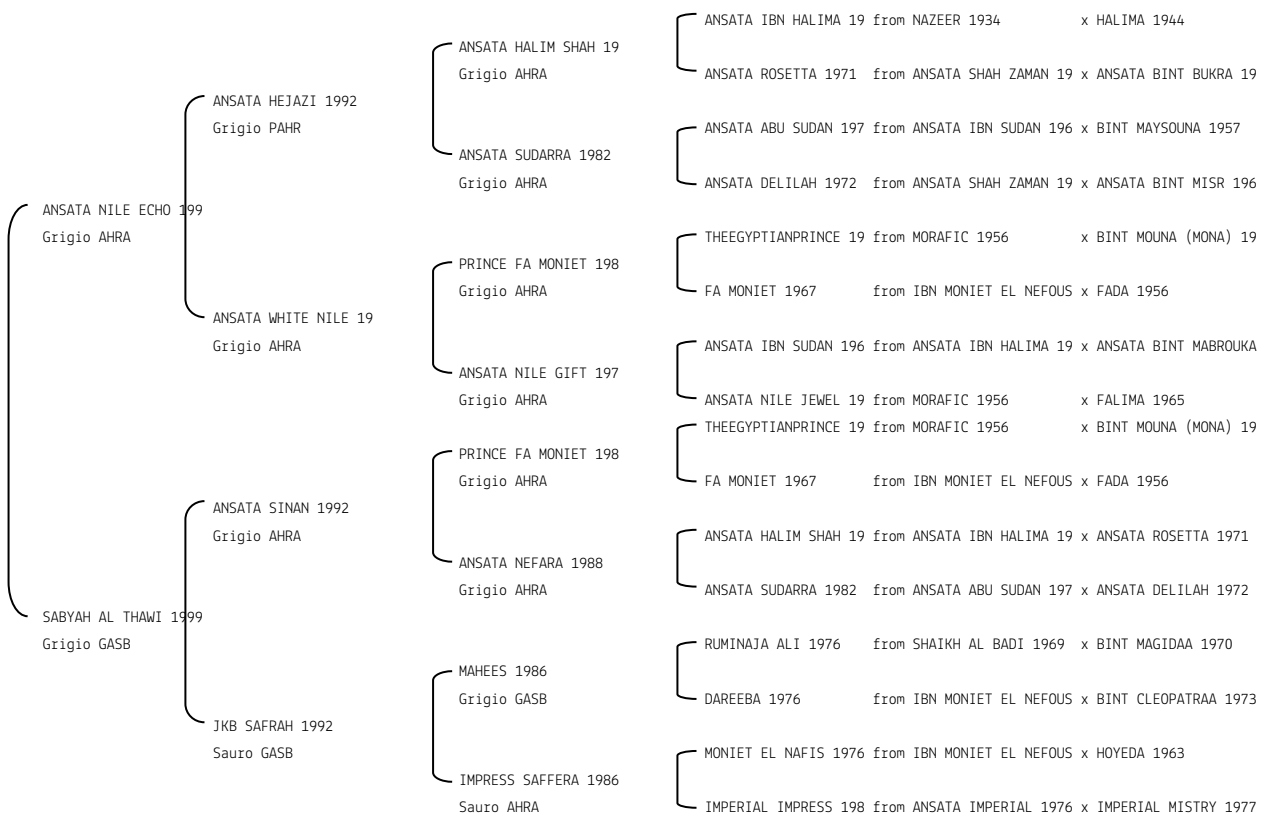 ANSATA IBN HALIMA 19 from NAZEER 1934 x HALIMA 1944
ANSATA HALIM SHAH 19
Grigio AHRA
ANSATA ROSETTA 1971 from ANSATA SHAH ZAMAN 19 x ANSATA BINT BUKRA 19
ANSATA HEJAZI 1992
Grigio PAHR
ANSATA ABU SUDAN 197 from ANSATA IBN SUDAN 196 x BINT MAYSOUNA 1957
ANSATA SUDARRA 1982
Grigio AHRA
ANSATA DELILAH 1972 from ANSATA SHAH ZAMAN 19 x ANSATA BINT MISR 196
ANSATA NILE ECHO 199
Grigio AHRA
THEEGYPTIANPRINCE 19 from MORAFIC 1956 x BINT MOUNA (MONA) 19
PRINCE FA MONIET 198
Grigio AHRA
FA MONIET 1967 from IBN MONIET EL NEFOUS x FADA 1956
ANSATA WHITE NILE 19
Grigio AHRA
ANSATA IBN SUDAN 196 from ANSATA IBN HALIMA 19 x ANSATA BINT MABROUKA
ANSATA NILE GIFT 197
Grigio AHRA
ANSATA NILE JEWEL 19 from MORAFIC 1956 x FALIMA 1965
THEEGYPTIANPRINCE 19 from MORAFIC 1956 x BINT MOUNA (MONA) 19
PRINCE FA MONIET 198
Grigio AHRA
FA MONIET 1967 from IBN MONIET EL NEFOUS x FADA 1956
ANSATA SINAN 1992
Grigio AHRA
ANSATA HALIM SHAH 19 from ANSATA IBN HALIMA 19 x ANSATA ROSETTA 1971
ANSATA NEFARA 1988
Grigio AHRA
ANSATA SUDARRA 1982 from ANSATA ABU SUDAN 197 x ANSATA DELILAH 1972
SABYAH AL THAWI 1999
Grigio GASB
RUMINAJA ALI 1976 from SHAIKH AL BADI 1969 x BINT MAGIDAA 1970
MAHEES 1986
Grigio GASB
DAREEBA 1976 from IBN MONIET EL NEFOUS x BINT CLEOPATRAA 1973
JKB SAFRAH 1992
Sauro GASB
MONIET EL NAFIS 1976 from IBN MONIET EL NEFOUS x HOYEDA 1963
IMPRESS SAFFERA 1986
Sauro AHRA
IMPERIAL IMPRESS 198 from ANSATA IMPERIAL 1976 x IMPERIAL MISTRY 1977